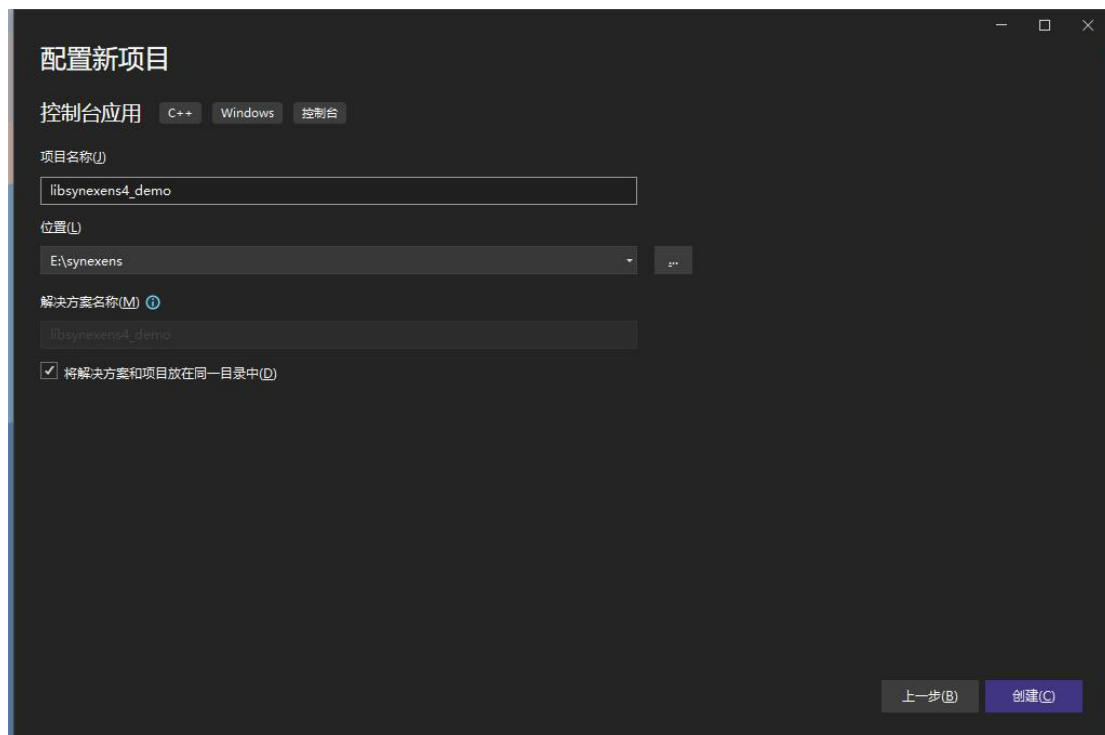 配置新项目
控制台应用 C++ Windows 控制台
项目名称(J)
libsynexens4_demo
位置(L)
E:\synexens
...
解决方案名称(M)
libsynexens4_demo
将解决方案和项目放在同一目录中(D)
上一步(B) 创建(C)